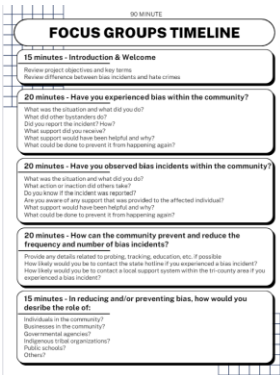 90 MINUTE
FOCUS GROUPS TIMELINE
15 minutes - Introduction & Welcome
Review project objectives and key terms
Review difference between bias incidents and hate crimes
20 minutes - Have you experienced bias within the community?
What was the situation and what did you do?
What did other bystanders do?
Did you report the incident? How?
What support did you receive?
What support would have been helpful and why?
What could be done to prevent it from happening again?
20 minutes - Have you observed bias incidents within the community?
What was the situation and what did you do?
What action or inaction did others take?
Do you know if the incident was reported?
Are you aware of any support that was provided to the affected individual?
What support would have been helpful and why?
What could be done to prevent it from happening again?
20 minutes - How can the community prevent and reduce the
frequency and number of bias incidents?
Provide any details related to probing, tracking, education, etc. if possible
How likely would you be to contact the state hotline if you experienced a bias incident?
How likely would you be to contact a local support system within the tri-county area if you
experienced a bias incident?
15 minutes - In reducing and/or preventing bias, how would you
desribe the role of:
Individuals in the community?
Businesses in the community?
Governmental agencies?
Indigenous tribal organizations?
Public schools?
Others?